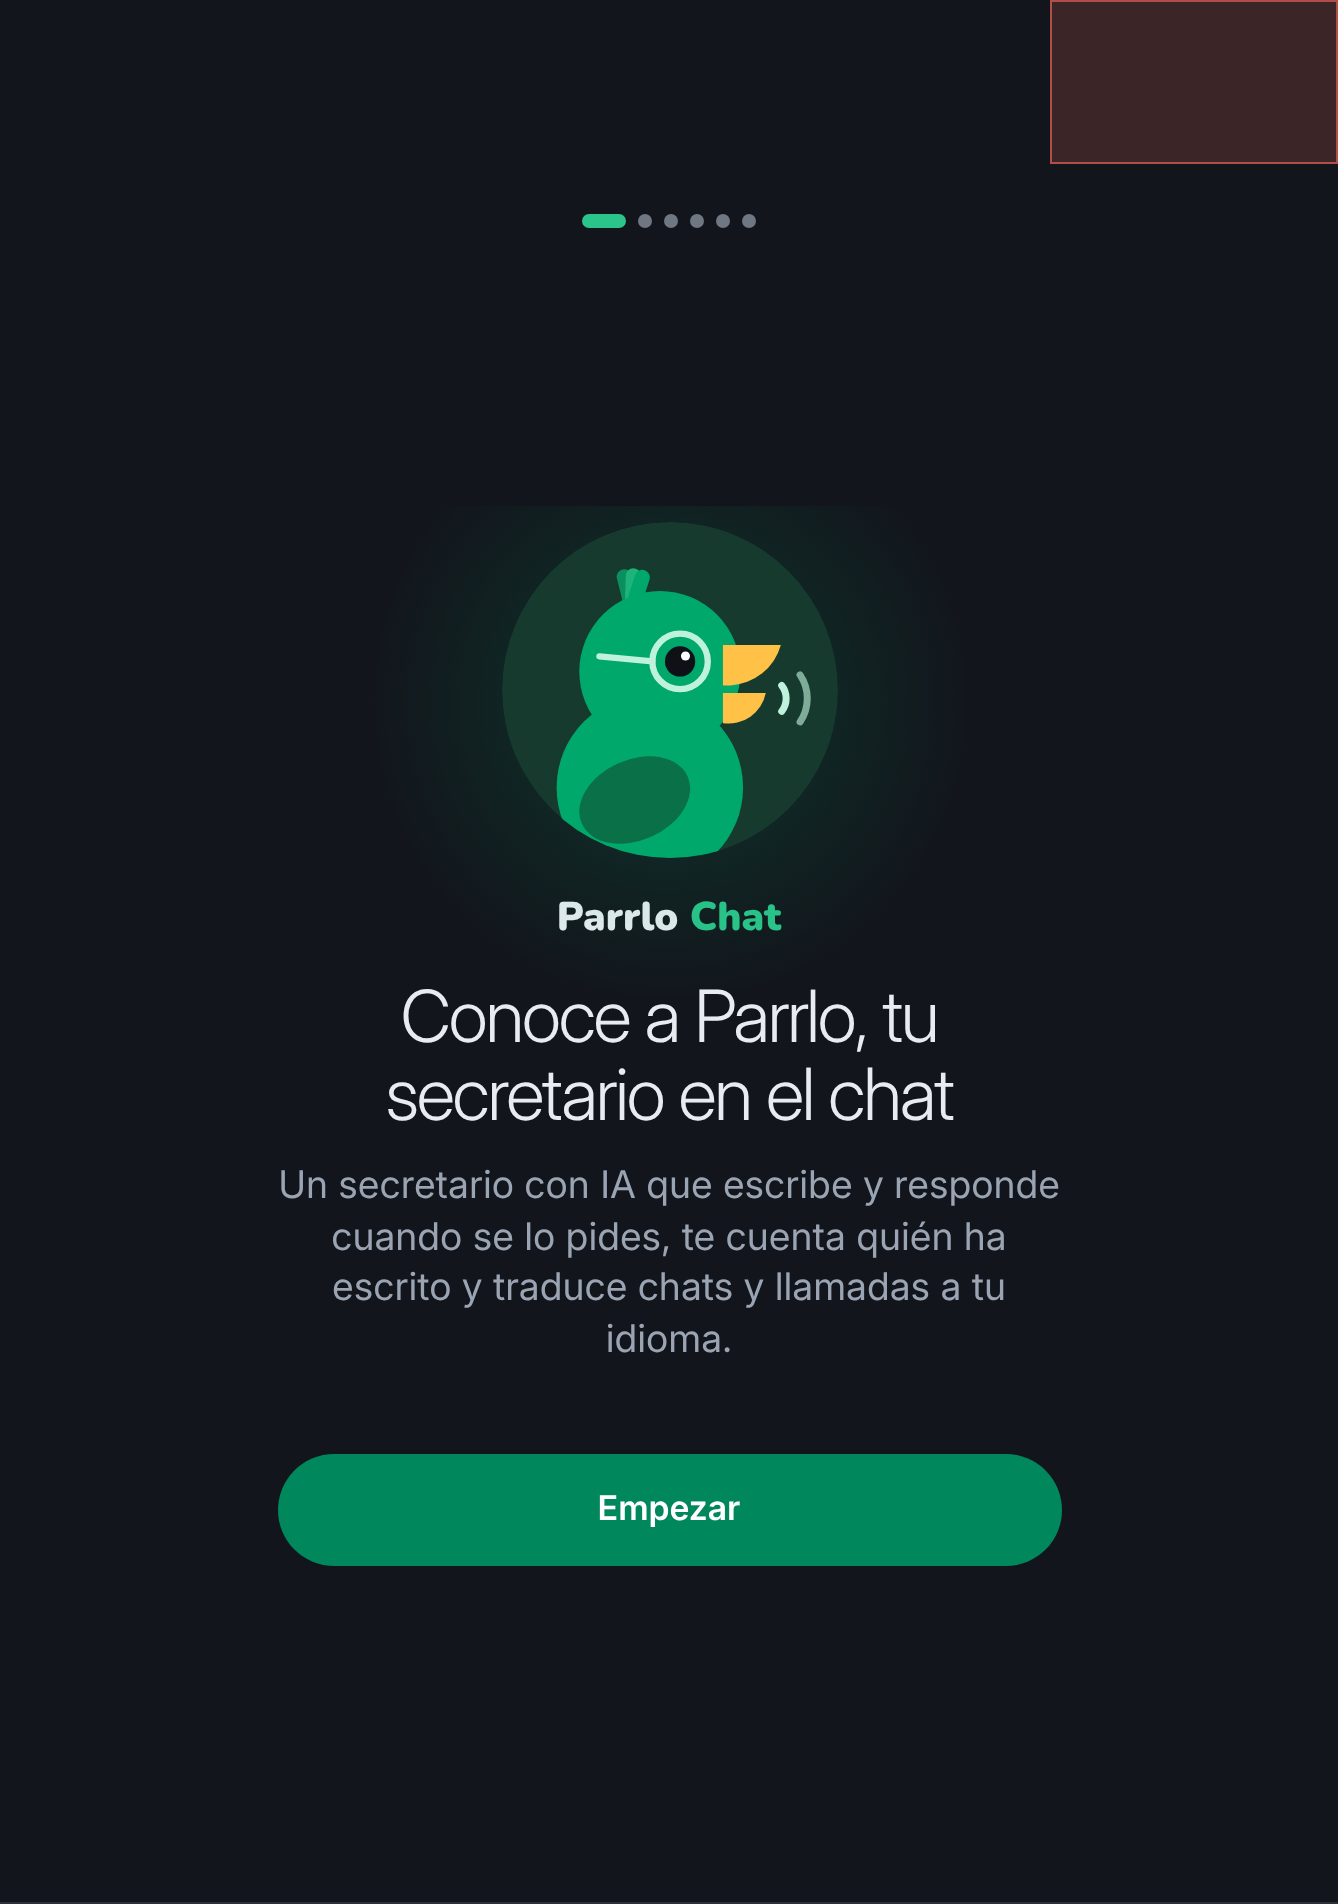 Parrlo Chat
Conoce a Parrlo, tu
secretario en el chat
Un secretario con IA que escribe y responde
cuando se lo pides, te cuenta quién ha
escrito y traduce chats y llamadas a tu
idioma.
Empezar